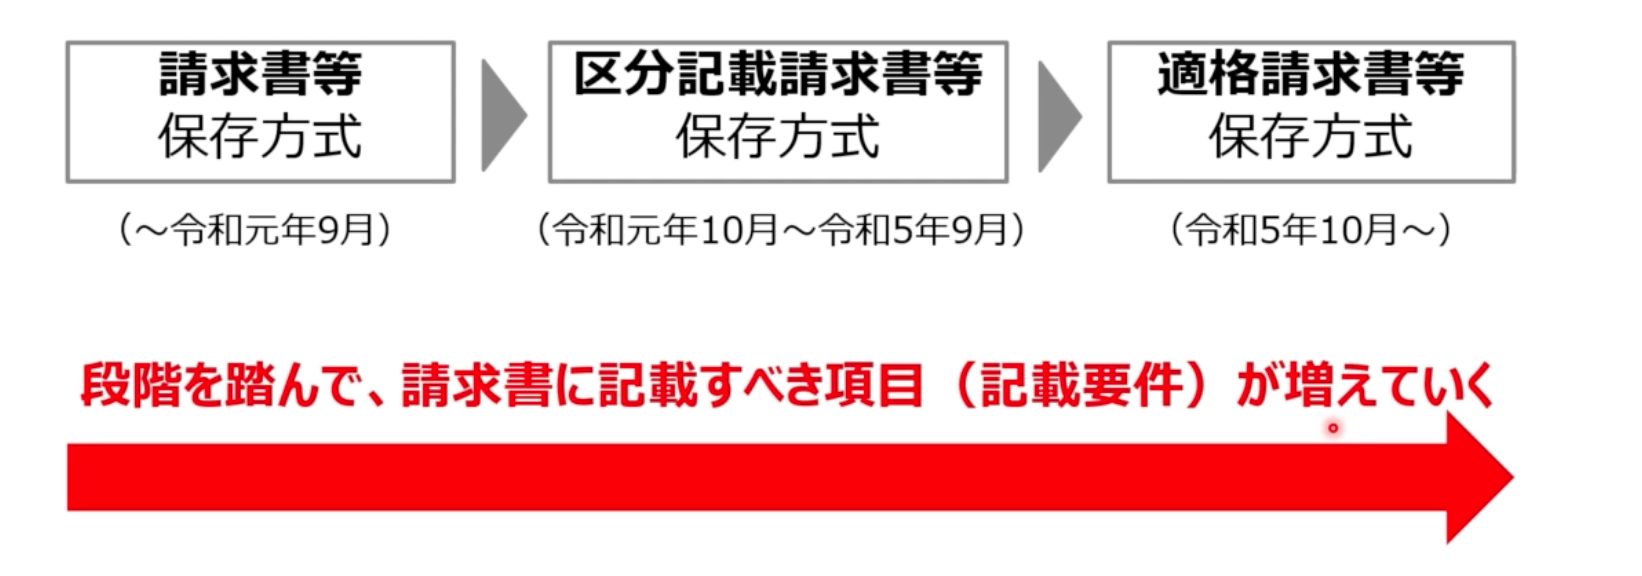 請求書等
保存方式
区分記載請求書等
保存方式
適格請求書等
保存方式
（～令和元年9月）
（令和元年10月～令和5年9月）
（令和5年10月～）
段階を踏んで、請求書に記載すべき項目（記載要件）が増えていく